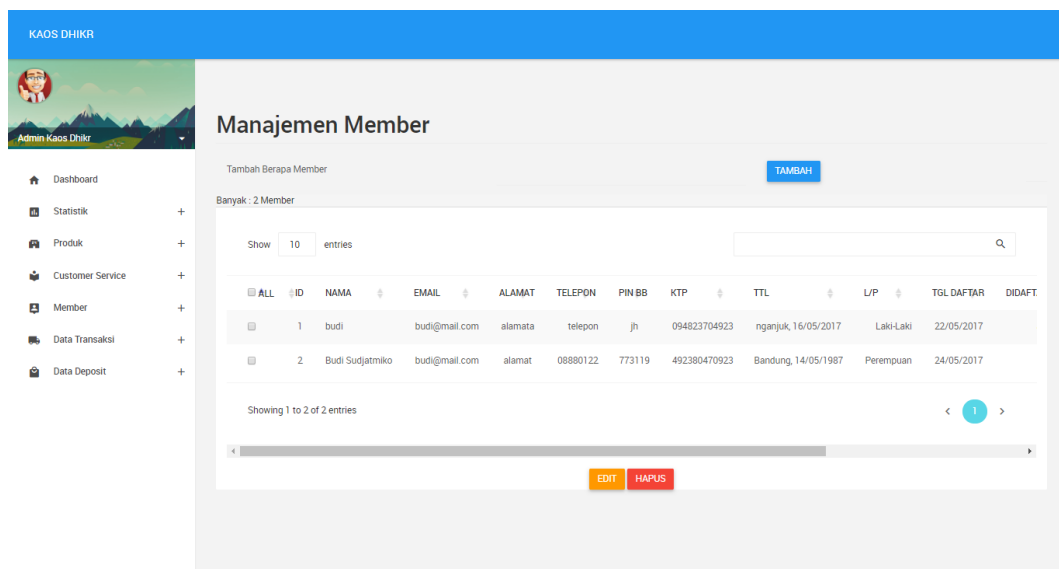 KAOS DHIKR
Admin Kaos Dhikr
Dashboard
Statistik +
Produk +
Customer Service +
Member +
Data Transaksi +
Data Deposit +
Manajemen Member
Tambah Berapa Member TAMBAH
Banyak : 2 Member
Show 10 entries
ALL ID NAMA EMAIL ALAMAT TELEPON PIN BB KTP TTL L/P TGL DAFTAR DIDAFT
1 budi budi@mail.com alamata telepon jh 094823704923 nganjuk, 16/05/2017 Laki-Laki 22/05/2017
2 Budi Sudjatmiko budi@mail.com alamat 08880122 773119 492380470923 Bandung, 14/05/1987 Perempuan 24/05/2017
Showing 1 to 2 of 2 entries
‹ 1 ›
EDIT HAPUS